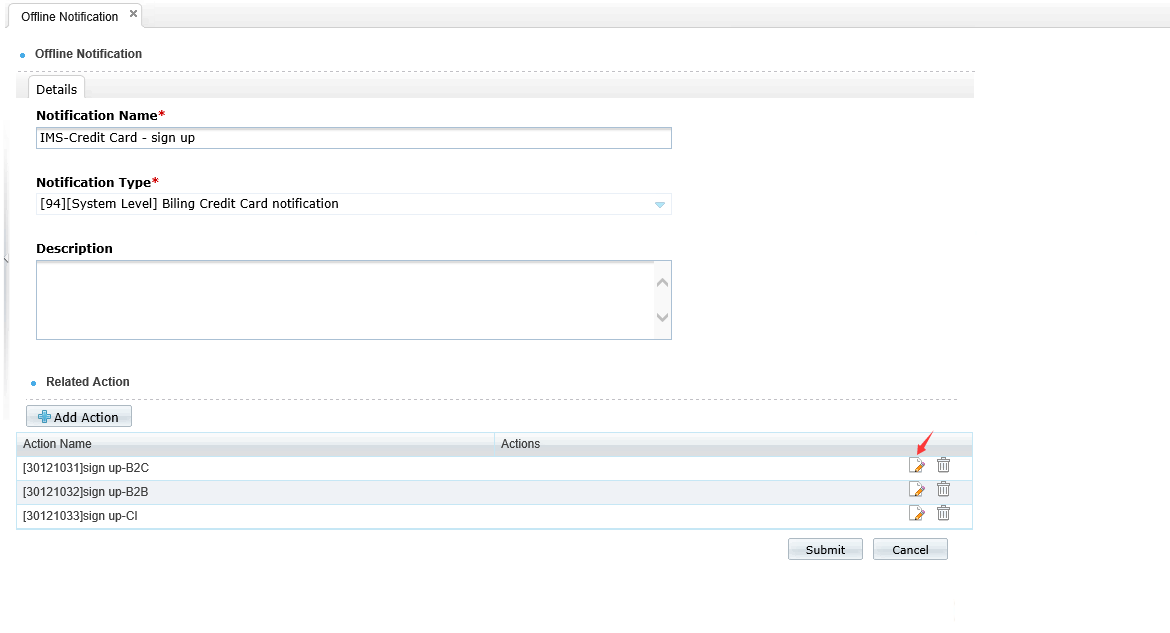 Offline Notification
Offline Notification
Details
Notification Name*
IMS-Credit Card - sign up
Notification Type*
[94][System Level] Biling Credit Card notification
Description
Related Action
Add Action
Action Name Actions
[30121031]sign up-B2C
[30121032]sign up-B2B
[30121033]sign up-CI
Submit Cancel